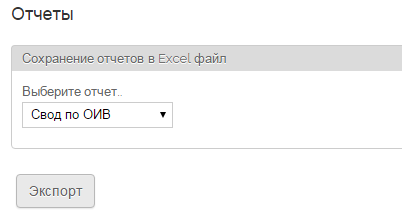 Отчеты
Сохранение отчетов в Excel файл
Выберите отчет..
Свод по ОИВ
Экспорт